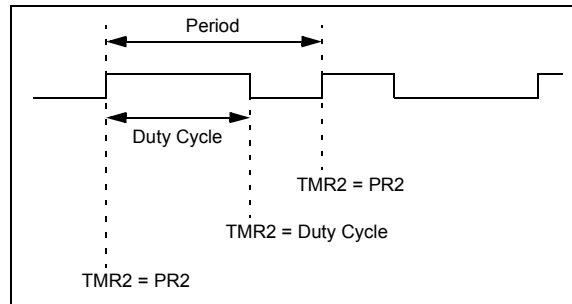 Period
Duty Cycle
TMR2 = PR2
TMR2 = Duty Cycle
TMR2 = PR2